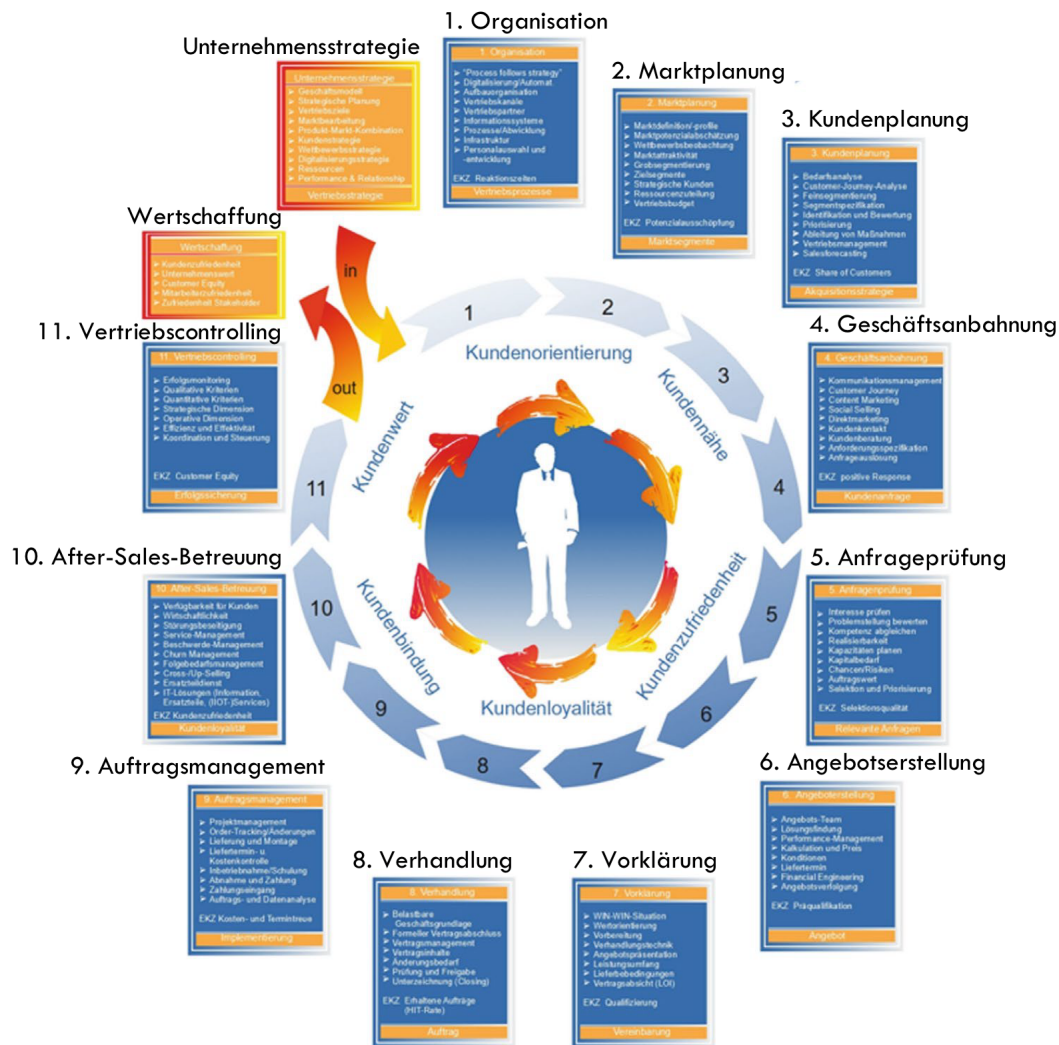 Unternehmensstrategie
Unternehmensstrategie
➤ Geschäftsmodell
➤ Strategische Planung
➤ Vertriebsziele
➤ Marktbearbeitung
➤ Produkt-Markt-Kombination
➤ Kundenstrategie
➤ Wettbewerbsstrategie
➤ Digitalisierungsstrategie
➤ Ressourcen
➤ Performance & Relationship
Vertriebsstrategie
1. Organisation
1. Organisation
➤ "Process follows strategy"
➤ Digitalisierung/Automat.
➤ Aufbauorganisation
➤ Vertriebskanäle
➤ Vertriebspartner
➤ Informationssysteme
➤ Prozesse/Abwicklung
➤ Infrastruktur
➤ Personalauswahl und
-entwicklung
EKZ Reaktionszeiten
Vertriebsprozesse
2. Marktplanung
2. Marktplanung
➤ Marktdefinition/-profile
➤ Marktpotenzialabschätzung
➤ Wettbewerbsbeobachtung
➤ Marktattraktivität
➤ Grobsegmentierung
➤ Zielsegmente
➤ Strategische Kunden
➤ Ressourcenzuteilung
➤ Vertriebsbudget
EKZ Potenzialausschöpfung
Marktsegmente
3. Kundenplanung
3. Kundenplanung
➤ Bedarfsanalyse
➤ Customer-Journey-Analyse
➤ Feinsegmentierung
➤ Segmentspezifikation
➤ Identifikation und Bewertung
➤ Priorisierung
➤ Ableitung von Maßnahmen
➤ Vertriebsmanagement
➤ Salesforecasting
EKZ Share of Customers
Akquisitionsstrategie
4. Geschäftsanbahnung
4. Geschäftsanbahnung
➤ Kommunikationsmanagement
➤ Customer Journey
➤ Content Marketing
➤ Social Selling
➤ Direktmarketing
➤ Kundenkontakt
➤ Kundenberatung
➤ Anforderungsspezifikation
➤ Anfrageauslösung
EKZ positive Response
Kundenanfrage
5. Anfrageprüfung
5. Anfragenprüfung
➤ Interesse prüfen
➤ Problemstellung bewerten
➤ Kompetenz abgleichen
➤ Realisierbarkeit
➤ Kapazitäten planen
➤ Kapitalbedarf
➤ Chancen/Risiken
➤ Auftragswert
➤ Selektion und Priorisierung
EKZ Selektionsqualität
Relevante Anfragen
6. Angebotserstellung
6. Angeboterstellung
➤ Angebots-Team
➤ Lösungsfindung
➤ Performance-Management
➤ Kalkulation und Preis
➤ Konditionen
➤ Liefertermin
➤ Financial Engineering
➤ Angebotsverfolgung
EKZ Präqualifikation
Angebot
7. Vorklärung
7. Vorklärung
➤ WIN-WIN-Situation
➤ Wertorientierung
➤ Vorbereitung
➤ Verhandlungstechnik
➤ Angebotspräsentation
➤ Leistungsumfang
➤ Lieferbebedingungen
➤ Vertragsabsicht (LOI)
EKZ Qualifizierung
Vereinbarung
8. Verhandlung
8. Verhandlung
➤ Belastbare
Geschäftsgrundlage
➤ Formeller Vertragsabschluss
➤ Vertragsmanagement
➤ Vertragsinhalte
➤ Änderungsbedarf
➤ Prüfung und Freigabe
➤ Unterzeichnung (Closing)
EKZ Erhaltene Aufträge
(HIT-Rate)
Auftrag
9. Auftragsmanagement
9. Auftragsmanagement
➤ Projektmanagement
➤ Order-Tracking/Änderungen
➤ Lieferung und Montage
➤ Liefertermin- u.
Kostenkontrolle
➤ Inbetriebnahme/Schulung
➤ Abnahme und Zahlung
➤ Zahlungseingang
➤ Auftrags- und Datenanalyse
EKZ Kosten- und Termintreue
Implementierung
10. After-Sales-Betreuung
10. After-Sales-Betreuung
➤ Verfügbarkeit für Kunden
➤ Wirtschaftlichkeit
➤ Störungsbeseitigung
➤ Service-Management
➤ Beschwerde-Management
➤ Churn Management
➤ Folgebedarfsmanagement
➤ Cross-/Up-Selling
➤ Ersatzteildienst
➤ IT-Lösungen (Information,
Ersatzteile, (IIOT-)Services)
EKZ Kundenzufriedenheit
Kundenloyalität
11. Vertriebscontrolling
11. Vertriebscontrolling
➤ Erfolgsmonitoring
➤ Qualitative Kriterien
➤ Quantitative Kriterien
➤ Strategische Dimension
➤ Operative Dimension
➤ Effizienz und Effektivität
➤ Koordination und Steuerung
EKZ Customer Equity
Erfolgssicherung
Wertschaffung
Wertschaffung
➤ Kundenzufriedenheit
➤ Unternehmenswert
➤ Customer Equity
➤ Mitarbeiterzufriedenheit
➤ Zufriedenheit Stakeholder
in
out
1
2
3
4
5
6
7
8
9
10
11
Kundenorientierung
Kundennähe
Kundenzufriedenheit
Kundenloyalität
Kundenbindung
Kundenwert